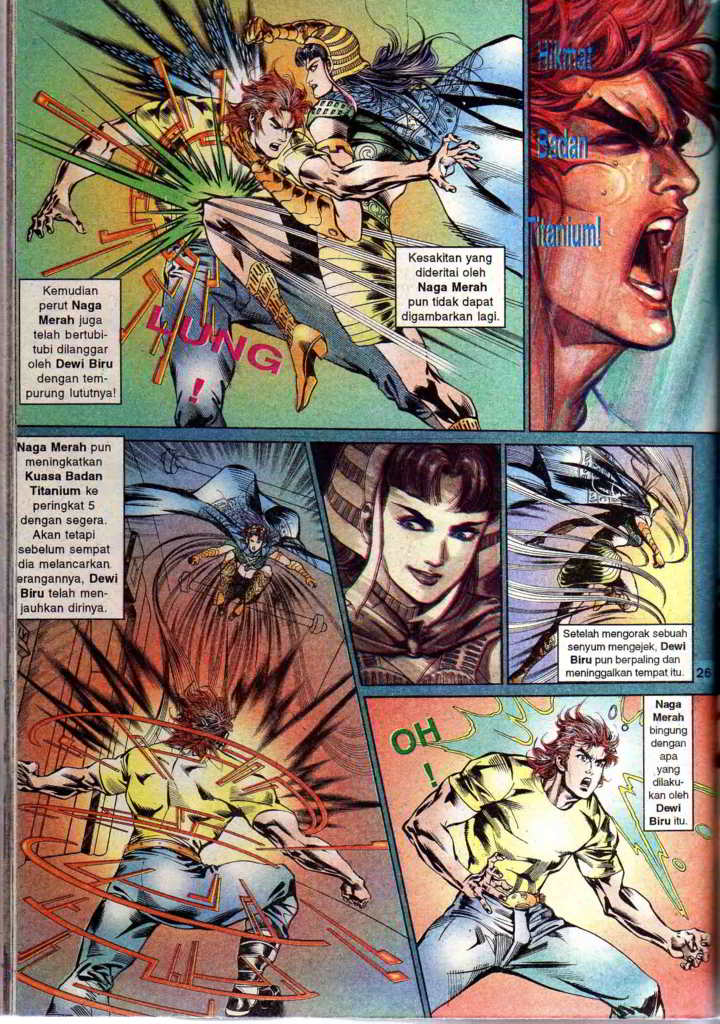 Kemudian
perut Naga
Merah juga
telah bertubi-
tubi dilanggar
oleh Dewi Biru
dengan tem-
purung lututnya!
LUNG
!
Kesakitan yang
dideritai oleh
Naga Merah
pun tidak dapat
digambarkan lagi.
Hikmat
Badan
Titanium!
Naga Merah pun
meningkatkan
Kuasa Badan
Titanium ke
peringkat 5
dengan segera.
Akan tetapi
sebelum sempat
dia melancarkan
erangannya, Dewi
Biru telah men-
jauhkan dirinya.
Setelah mengorak sebuah
senyum mengejek, Dewi
Biru pun berpaling dan
meninggalkan tempat itu.
26
OH
!
Naga
Merah
bingung
dengan
apa
yang
dilaku-
kan oleh
Dewi
Biru itu.